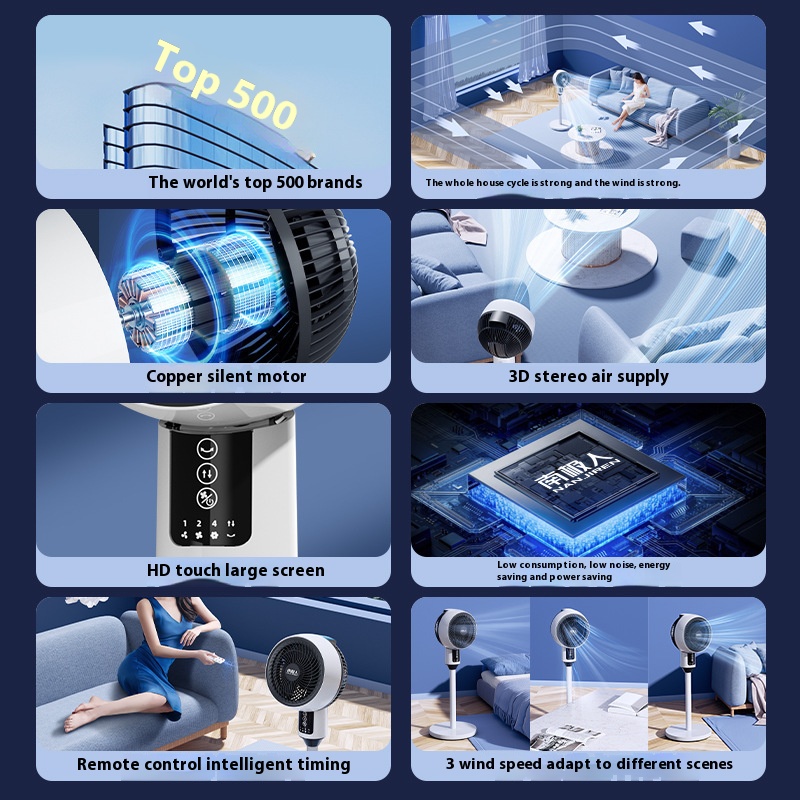 Top 500
The world's top 500 brands
The whole house cycle is strong and the wind is strong.
Copper silent motor
3D stereo air supply
1 2 4
HD touch large screen
南极人
NANJIREN
Low consumption, low noise, energy
saving and power saving
Remote control intelligent timing
3 wind speed adapt to different scenes